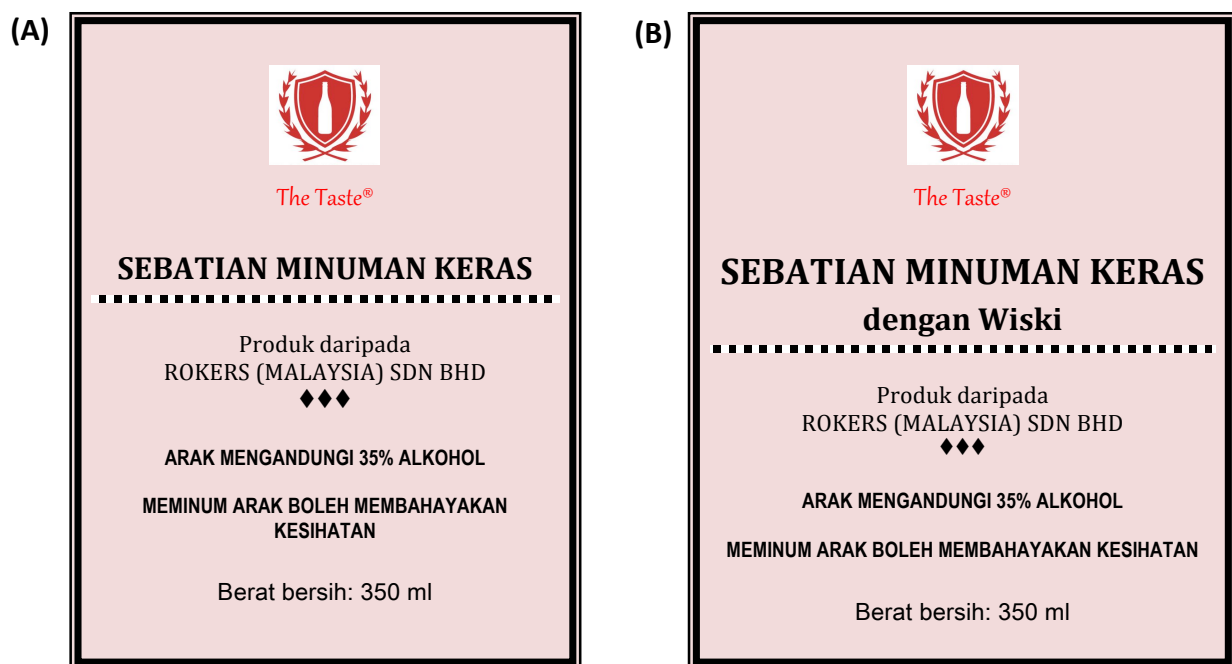 (A)
The Taste®
SEBATIAN MINUMAN KERAS
Produk daripada
ROKERS (MALAYSIA) SDN BHD
ARAK MENGANDUNGI 35% ALKOHOL
MEMINUM ARAK BOLEH MEMBAHAYAKAN
KESIHATAN
Berat bersih: 350 ml
(B)
The Taste®
SEBATIAN MINUMAN KERAS
dengan Wiski
Produk daripada
ROKERS (MALAYSIA) SDN BHD
ARAK MENGANDUNGI 35% ALKOHOL
MEMINUM ARAK BOLEH MEMBAHAYAKAN KESIHATAN
Berat bersih: 350 ml